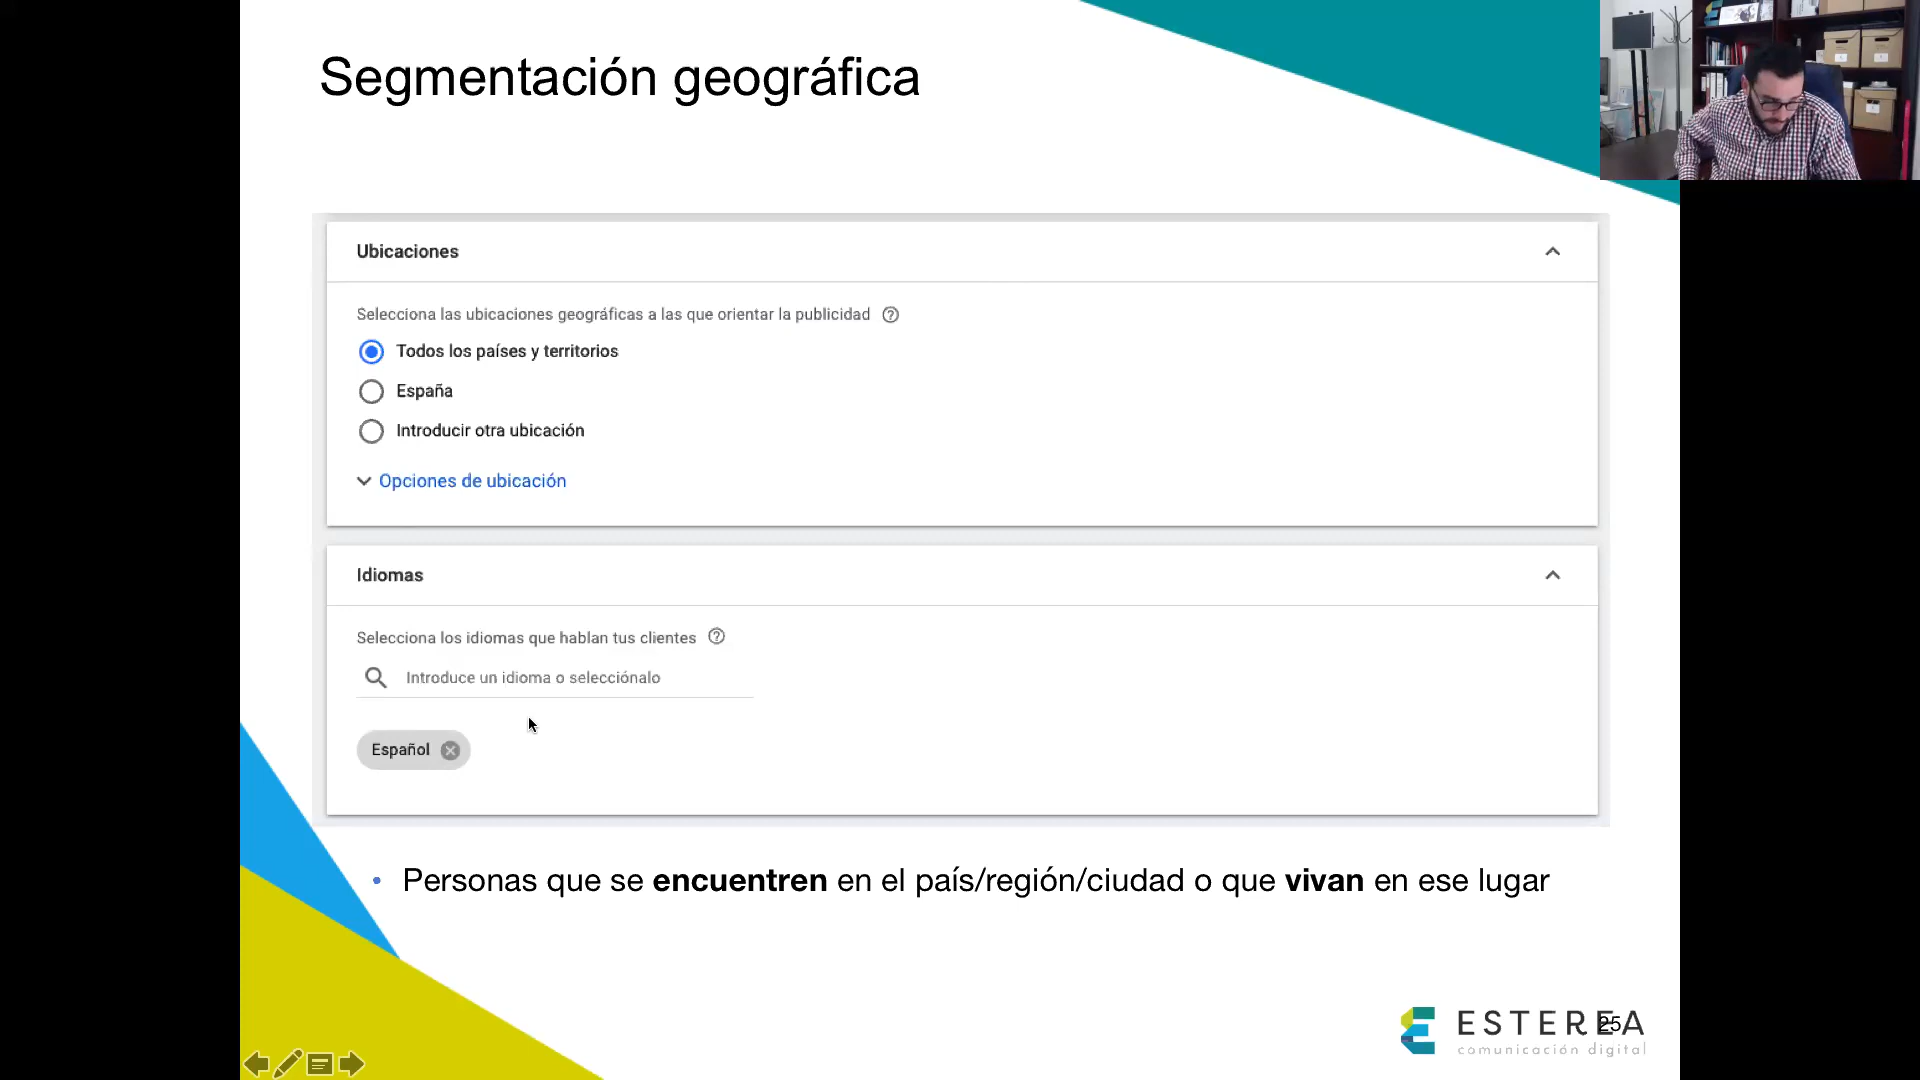 Segmentación geográfica
Ubicaciones
Selecciona las ubicaciones geográficas a las que orientar la publicidad
Todos los países y territorios
España
Introducir otra ubicación
Opciones de ubicación
Idiomas
Selecciona los idiomas que hablan tus clientes
Introduce un idioma o selecciónalo
Español
• Personas que se encuentren en el país/región/ciudad o que vivan en ese lugar
ESTEREA
25
comunicación digital